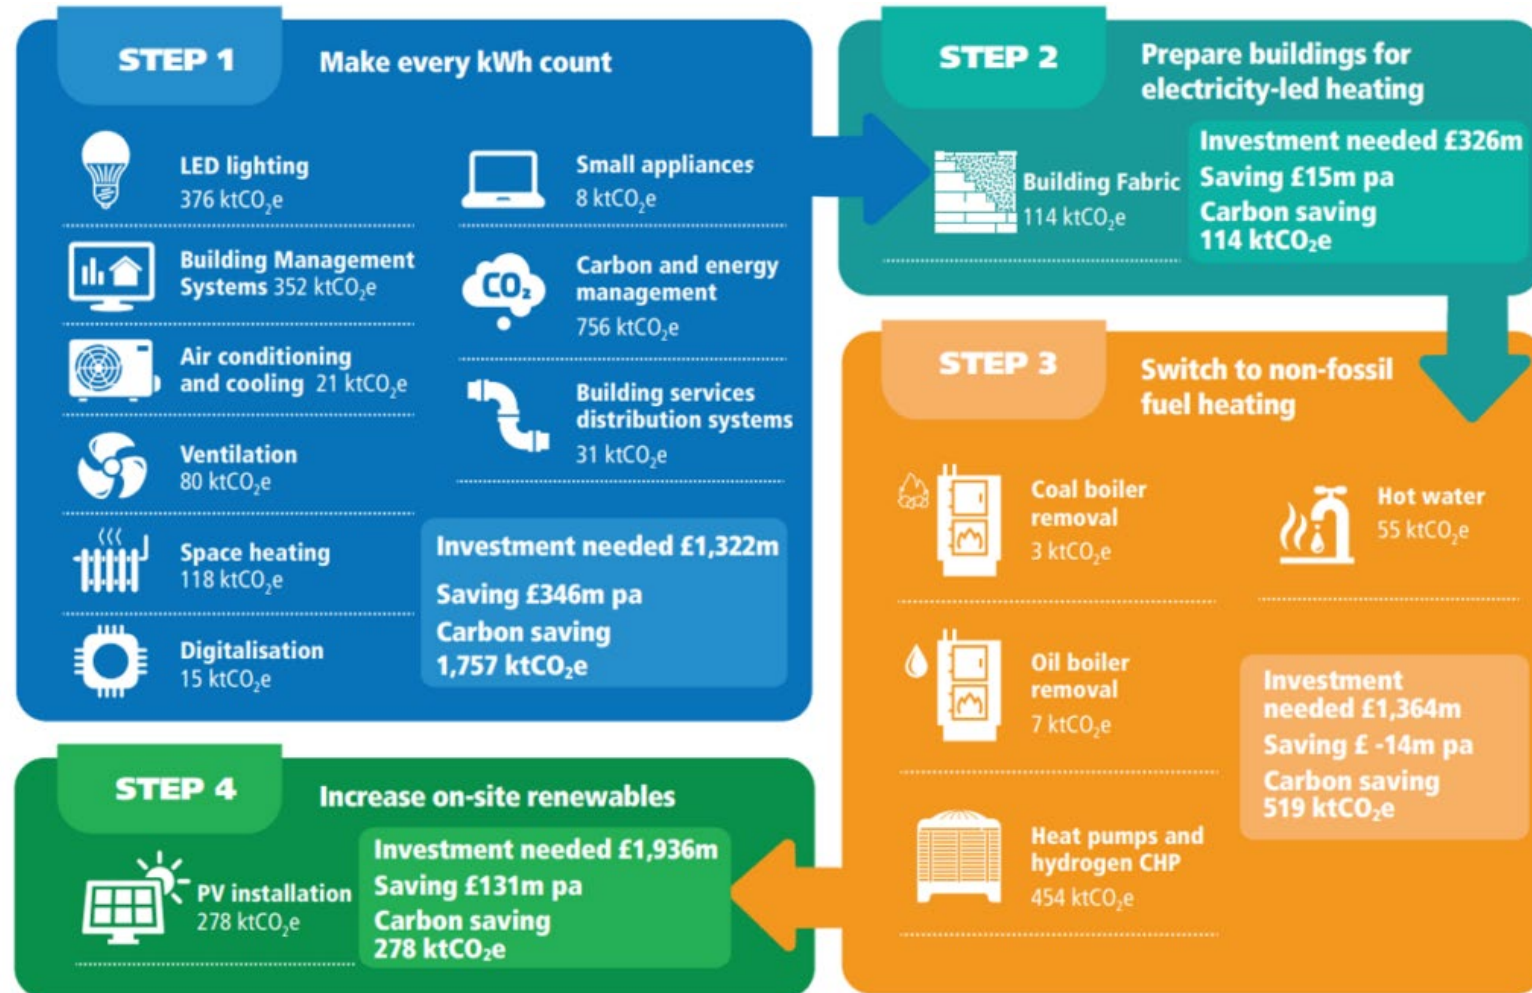 STEP 1
Make every kWh count
LED lighting
376 ktCO₂e
Building Management
Systems 352 ktCO₂e
Air conditioning
and cooling 21 ktCO₂e
Ventilation
80 ktCO₂e
Space heating
118 ktCO₂e
Digitalisation
15 ktCO₂e
Small appliances
8 ktCO₂e
CO₂
Carbon and energy
management
756 ktCO₂e
Building services
distribution systems
31 ktCO₂e
Investment needed £1,322m
Saving £346m pa
Carbon saving
1,757 ktCO₂e
STEP 2
Prepare buildings for
electricity-led heating
Building Fabric
114 ktCO₂e
Investment needed £326m
Saving £15m pa
Carbon saving
114 ktCO₂e
STEP 3
Switch to non-fossil
fuel heating
Coal boiler
removal
3 ktCO₂e
Oil boiler
removal
7 ktCO₂e
Heat pumps and
hydrogen CHP
454 ktCO₂e
Hot water
55 ktCO₂e
Investment
needed £1,364m
Saving £ -14m pa
Carbon saving
519 ktCO₂e
STEP 4
Increase on-site renewables
PV installation
278 ktCO₂e
Investment needed £1,936m
Saving £131m pa
Carbon saving
278 ktCO₂e